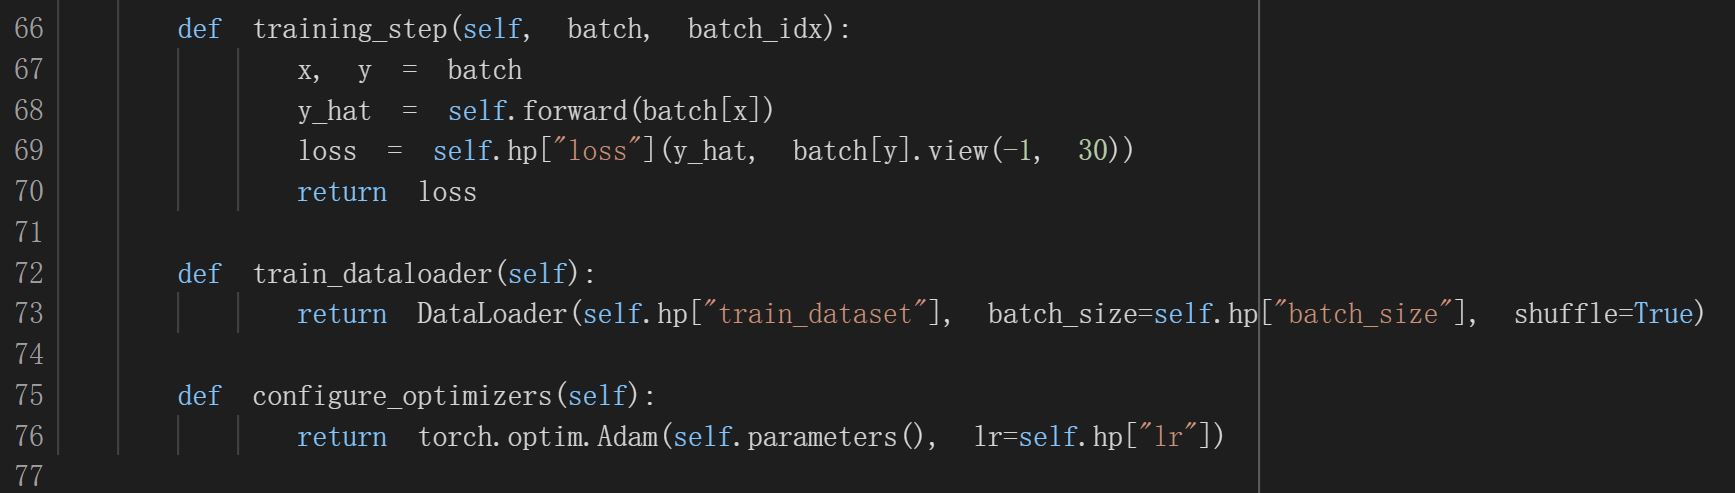 66 def training_step(self, batch, batch_idx):
67 x, y = batch
68 y_hat = self.forward(batch[x])
69 loss = self.hp["loss"](y_hat, batch[y].view(-1, 30))
70 return loss
71
72 def train_dataloader(self):
73 return DataLoader(self.hp["train_dataset"], batch_size=self.hp["batch_size"], shuffle=True)
74
75 def configure_optimizers(self):
76 return torch.optim.Adam(self.parameters(), lr=self.hp["lr"])
77